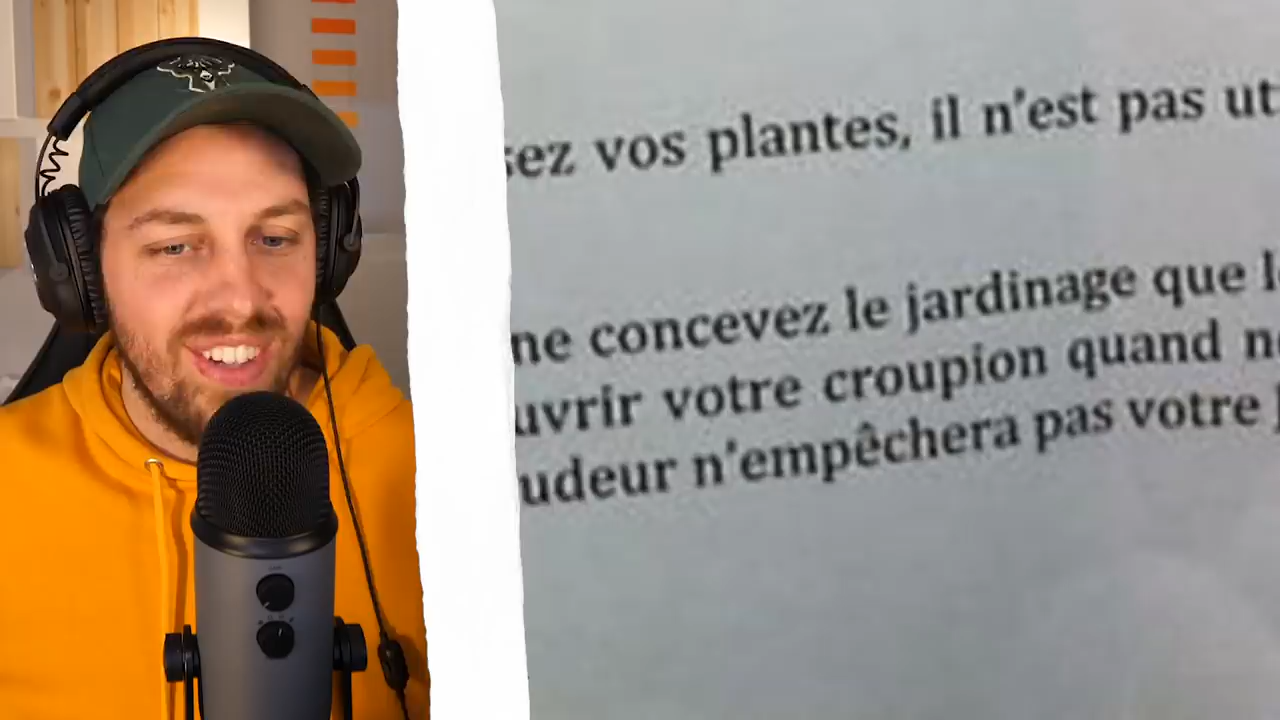 sez vos plantes, il n'est pas ut
ne concevez le jardinage que l
uvrir votre croupion quand n
udeur n'empêchera pas votre